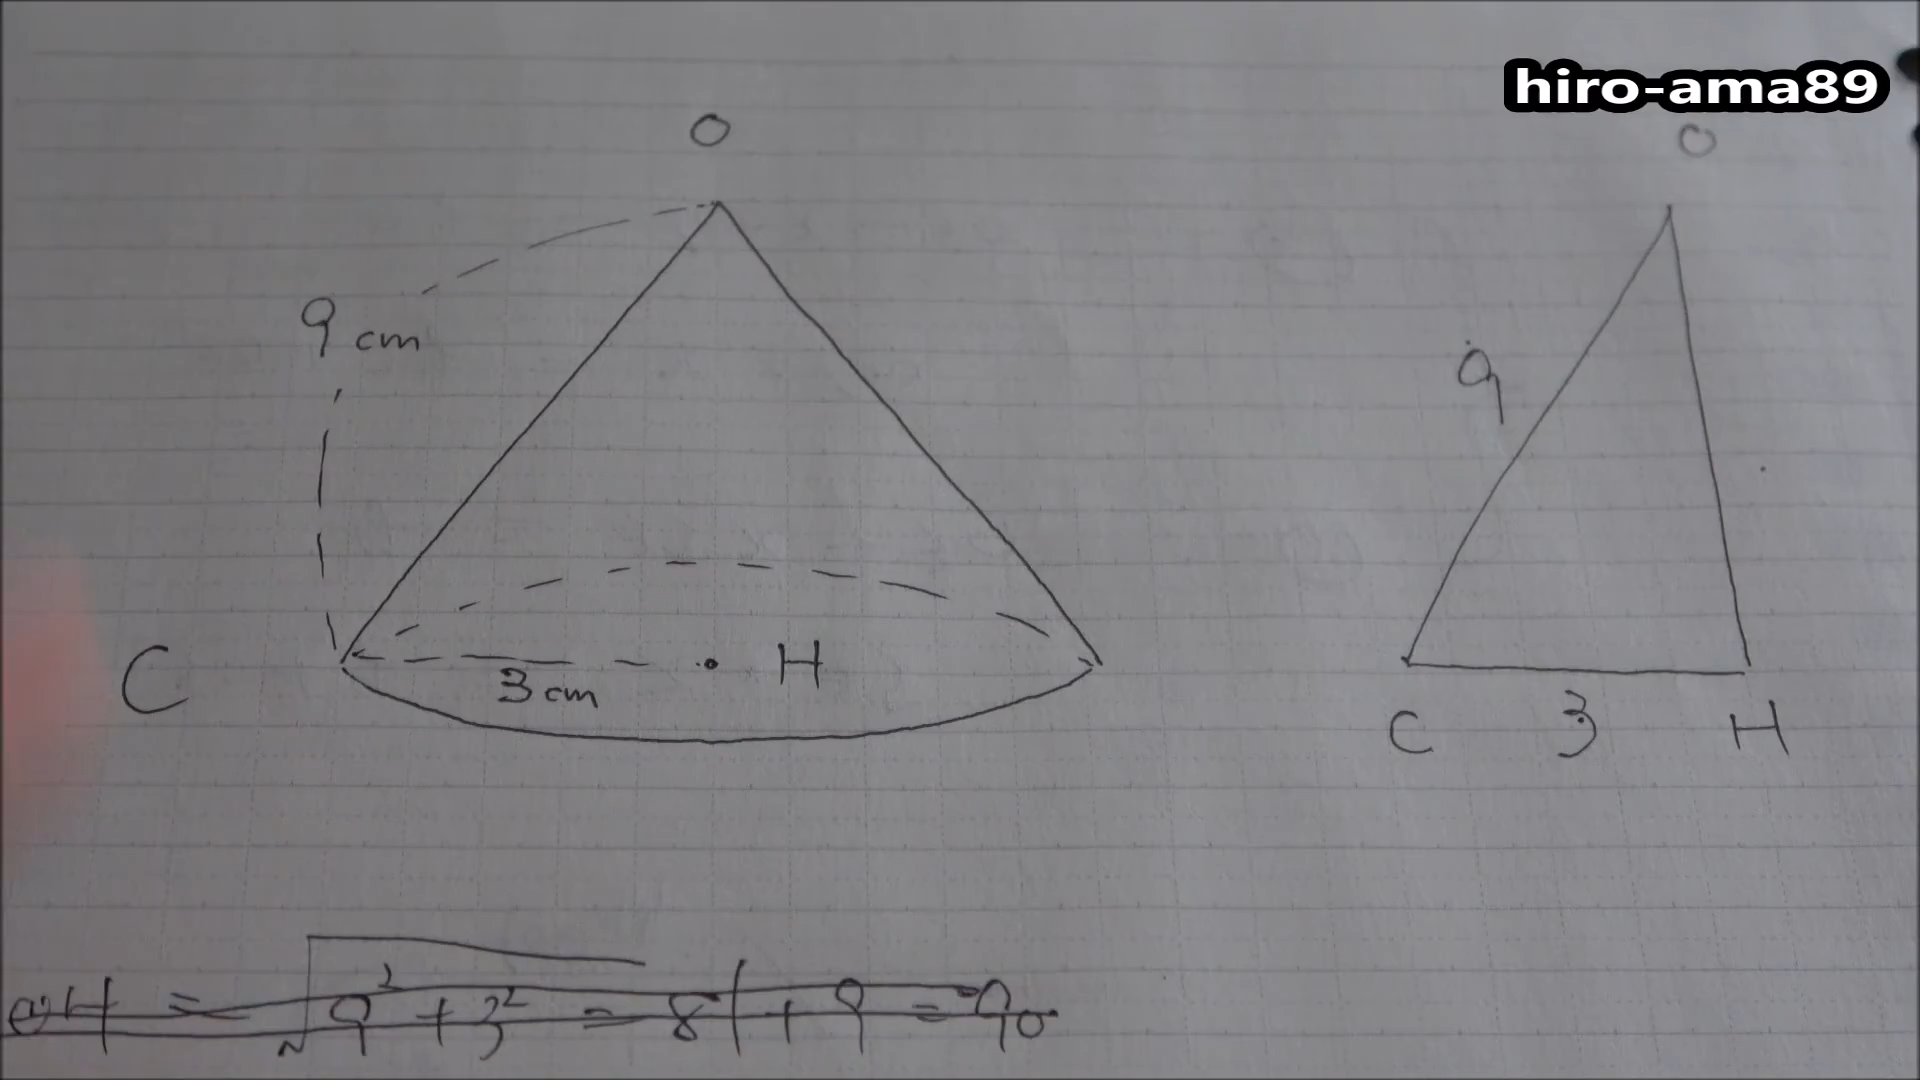 hiro-ama89
O
O
9 cm
9
C
3 cm
H
C 3 H
OH = √9² + 3² = 81 + 9 = 90